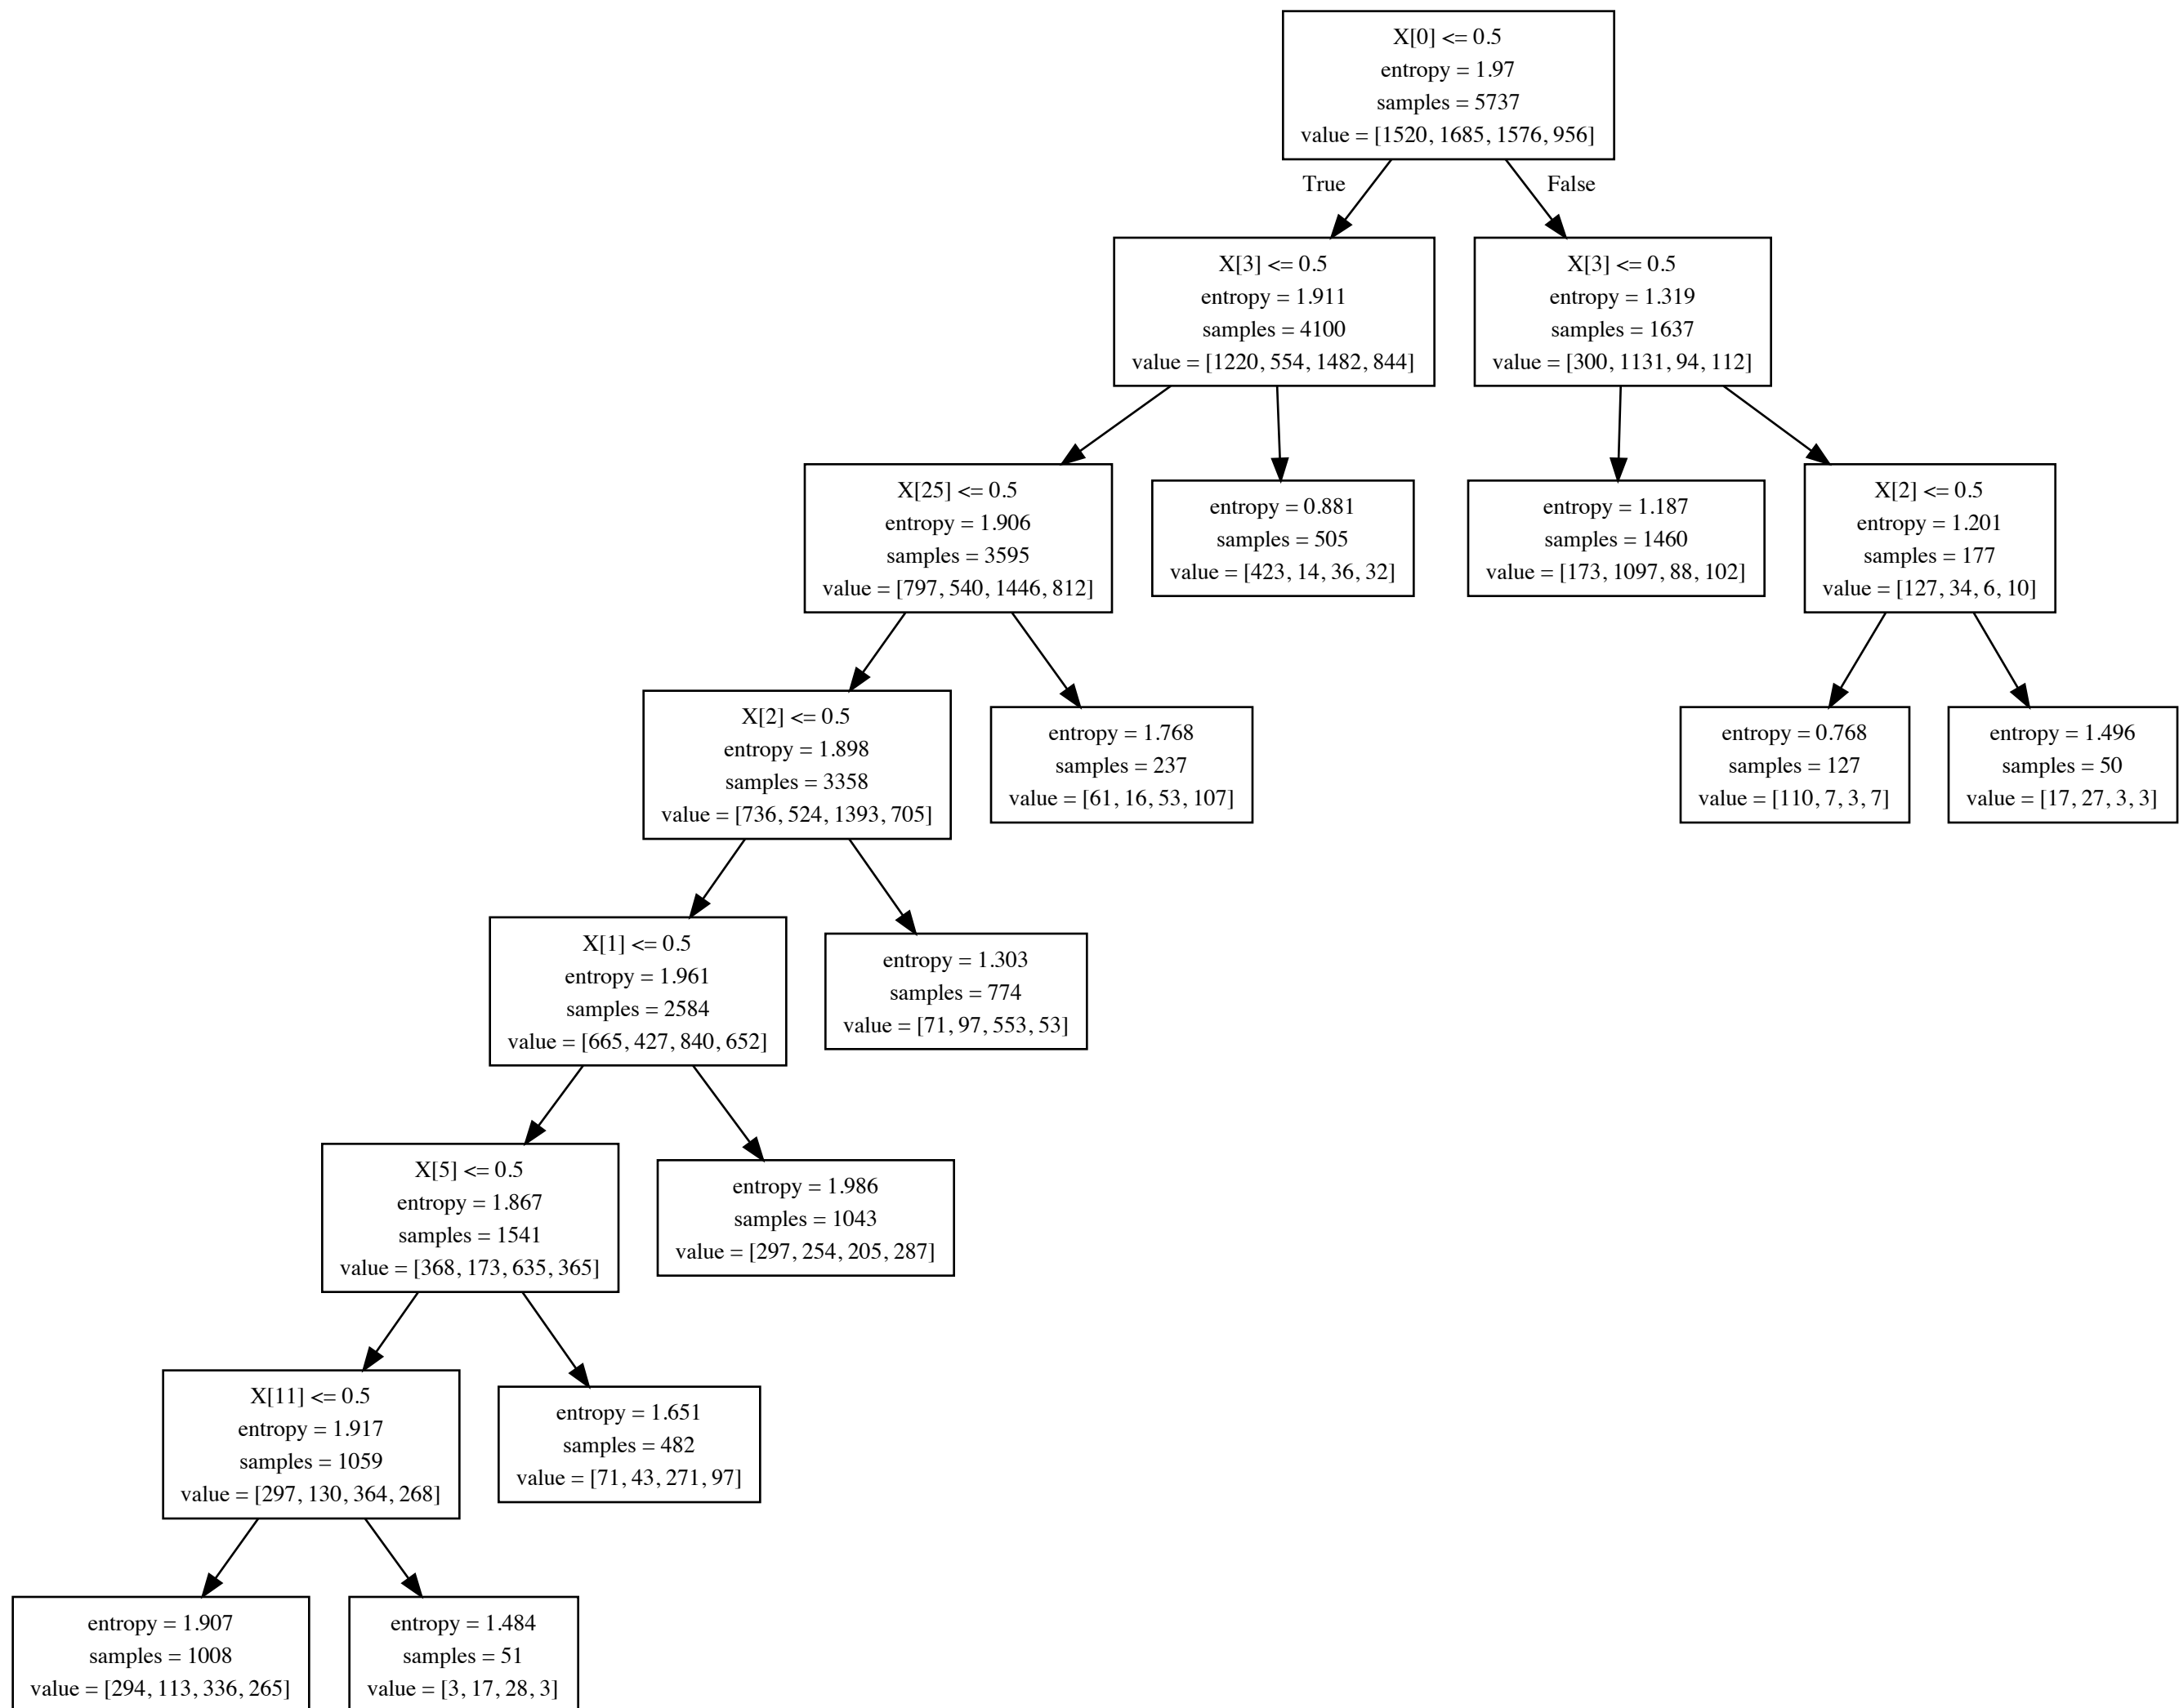 X[0] <= 0.5
entropy = 1.97
samples = 5737
value = [1520, 1685, 1576, 956]
True
False
X[3] <= 0.5
entropy = 1.911
samples = 4100
value = [1220, 554, 1482, 844]
X[3] <= 0.5
entropy = 1.319
samples = 1637
value = [300, 1131, 94, 112]
X[25] <= 0.5
entropy = 1.906
samples = 3595
value = [797, 540, 1446, 812]
entropy = 0.881
samples = 505
value = [423, 14, 36, 32]
entropy = 1.187
samples = 1460
value = [173, 1097, 88, 102]
X[2] <= 0.5
entropy = 1.201
samples = 177
value = [127, 34, 6, 10]
X[2] <= 0.5
entropy = 1.898
samples = 3358
value = [736, 524, 1393, 705]
entropy = 1.768
samples = 237
value = [61, 16, 53, 107]
entropy = 0.768
samples = 127
value = [110, 7, 3, 7]
entropy = 1.496
samples = 50
value = [17, 27, 3, 3]
X[1] <= 0.5
entropy = 1.961
samples = 2584
value = [665, 427, 840, 652]
entropy = 1.303
samples = 774
value = [71, 97, 553, 53]
X[5] <= 0.5
entropy = 1.867
samples = 1541
value = [368, 173, 635, 365]
entropy = 1.986
samples = 1043
value = [297, 254, 205, 287]
X[11] <= 0.5
entropy = 1.917
samples = 1059
value = [297, 130, 364, 268]
entropy = 1.651
samples = 482
value = [71, 43, 271, 97]
entropy = 1.907
samples = 1008
value = [294, 113, 336, 265]
entropy = 1.484
samples = 51
value = [3, 17, 28, 3]